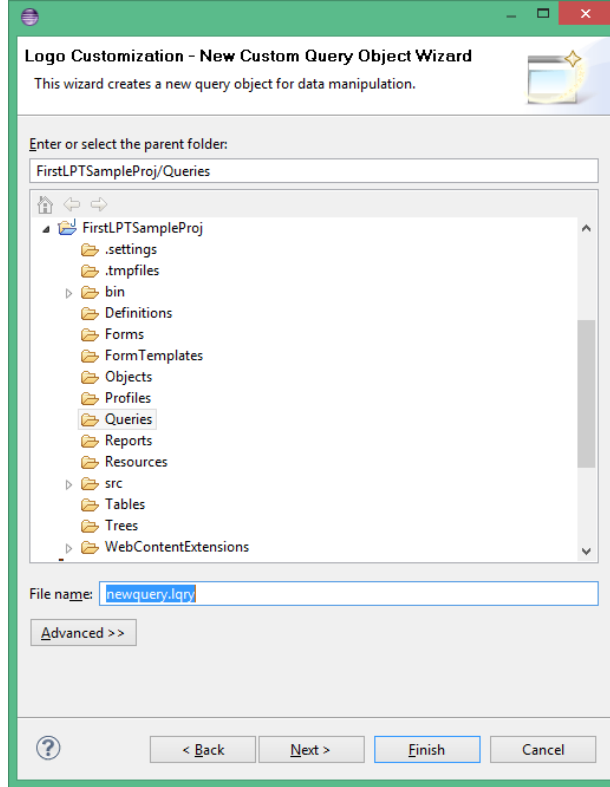 Logo Customization - New Custom Query Object Wizard
This wizard creates a new query object for data manipulation.
Enter or select the parent folder:
FirstLPTSampleProj/Queries
FirstLPTSampleProj
.settings
.tmpfiles
bin
Definitions
Forms
FormTemplates
Objects
Profiles
Queries
Reports
Resources
src
Tables
Trees
WebContentExtensions
File name: newquery.lqry
Advanced >>
? < Back Next > Finish Cancel